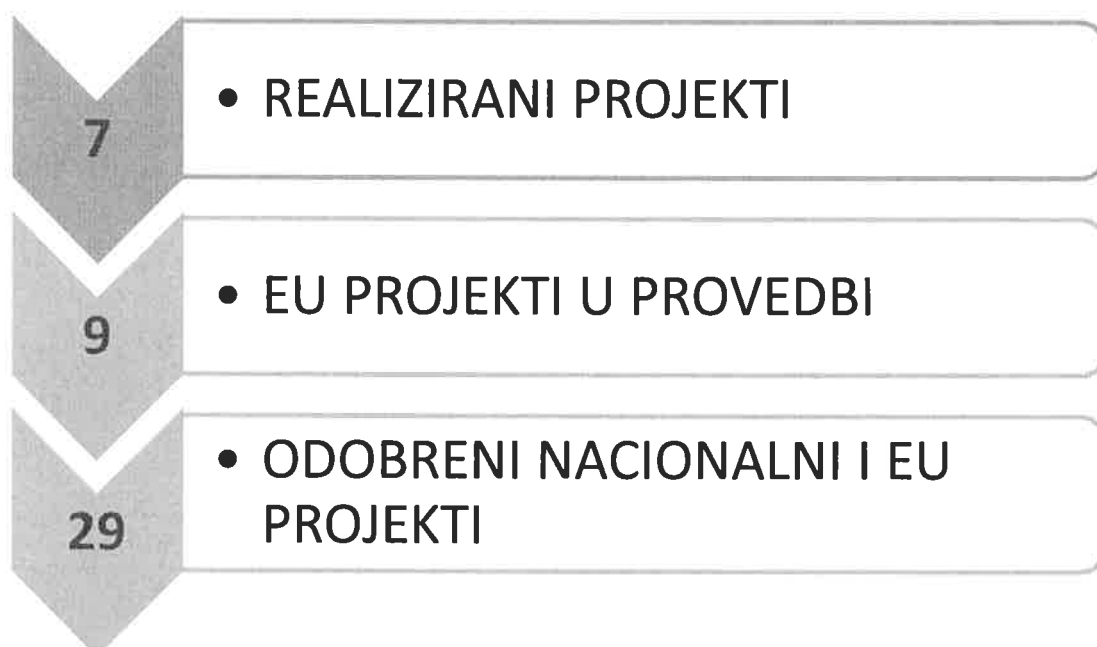 7
• REALIZIRANI PROJEKTI
9
• EU PROJEKTI U PROVEDBI
29
• ODOBRENI NACIONALNI I EU
PROJEKTI